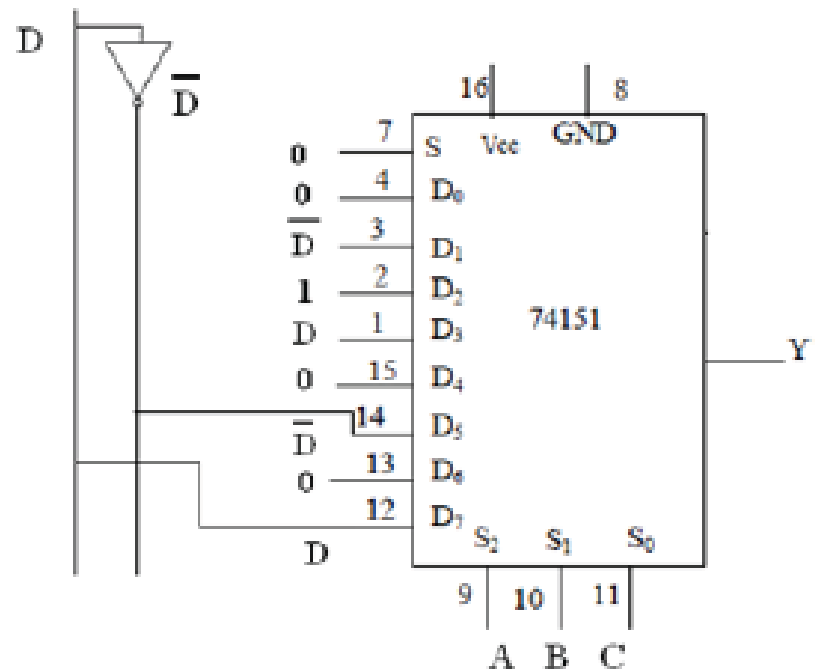 D
D̅
16 8
Vcc GND
0 7 S
0 4 D₀
D̅ 3 D₁
1 2 D₂
D 1 D₃
74151
Y
0 15 D₄
D̅ 14 D₅
0 13 D₆
D 12 D₇
S₂ S₁ S₀
9 10 11
A B C